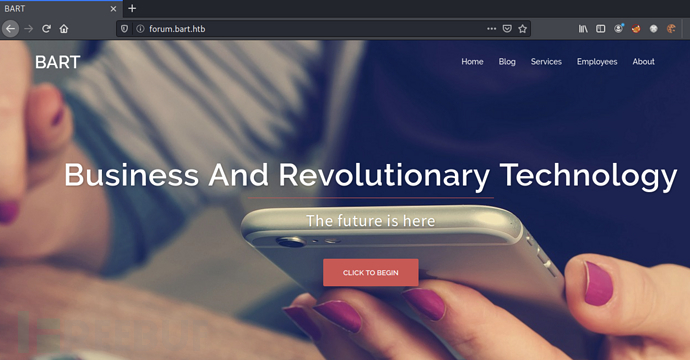 BART
forum.bart.htb
BART
Home Blog Services Employees About
Business And Revolutionary Technology
The future is here
CLICK TO BEGIN